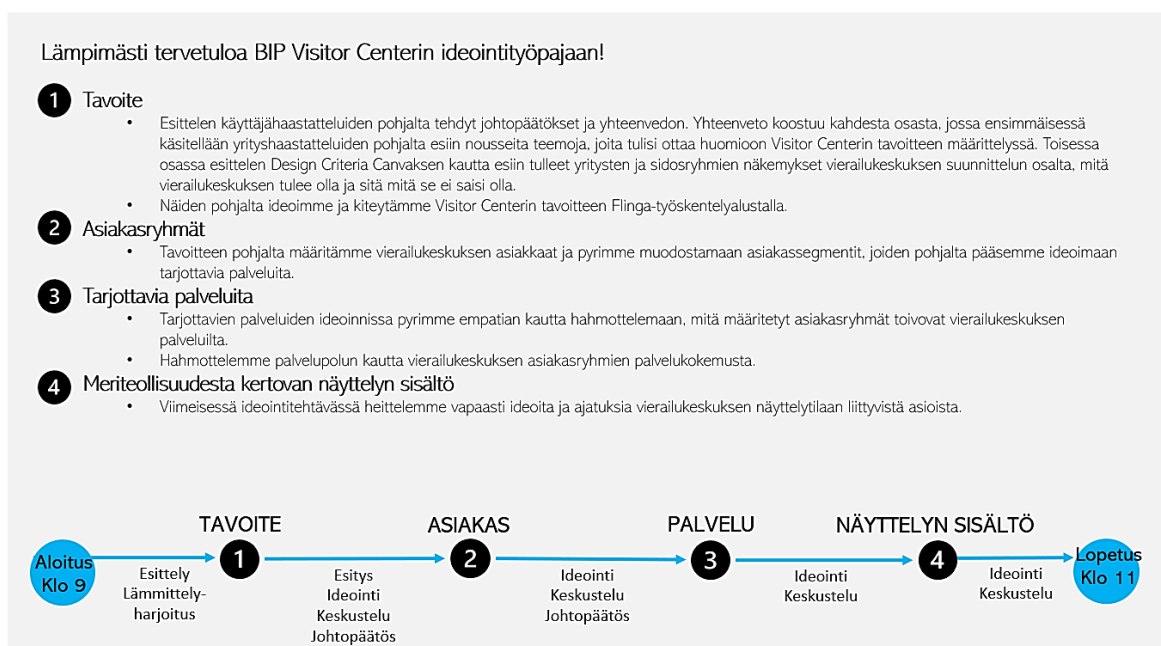 Lämpimästi tervetuloa BIP Visitor Centerin ideointityöpajaan!
1 Tavoite
• Esittelen käyttäjähaastatteluiden pohjalta tehdyt johtopäätökset ja yhteenvedon. Yhteenveto koostuu kahdesta osasta, jossa ensimmäisessä
käsitellään yrityshaastatteluiden pohjalta esiin nousseita teemoja, joita tulisi ottaa huomioon Visitor Centerin tavoitteen määrittelyssä. Toisessa
osassa esittelen Design Criteria Canvaksen kautta esiin tulleet yritysten ja sidosryhmien näkemykset vierailukeskuksen suunnittelun osalta, mitä
vierailukeskuksen tulee olla ja sitä mitä se ei saisi olla.
• Näiden pohjalta ideoimme ja kiteytämme Visitor Centerin tavoitteen Flinga-työskentelyalustalla.
2 Asiakasryhmät
• Tavoitteen pohjalta määritämme vierailukeskuksen asiakkaat ja pyrimme muodostamaan asiakassegmentit, joiden pohjalta pääsemme ideoimaan
tarjottavia palveluita.
3 Tarjottavia palveluita
• Tarjottavien palveluiden ideoinnissa pyrimme empatian kautta hahmottelemaan, mitä määritetyt asiakasryhmät toivovat vierailukeskuksen
palveluilta.
• Hahmottelemme palvelupolun kautta vierailukeskuksen asiakasryhmien palvelukokemusta.
4 Meriteollisuudesta kertovan näyttelyn sisältö
• Viimeisessä ideointitehtävässä heittelemme vapaasti ideoita ja ajatuksia vierailukeskuksen näyttelytilaan liittyvistä asioista.
TAVOITE
ASIAKAS
PALVELU
NÄYTTELYN SISÄLTÖ
Aloitus
Klo 9
Esittely
Lämmittely-
harjoitus
1
Esitys
Ideointi
Keskustelu
Johtopäätös
2
Ideointi
Keskustelu
Johtopäätös
3
Ideointi
Keskustelu
4
Ideointi
Keskustelu
Lopetus
Klo 11